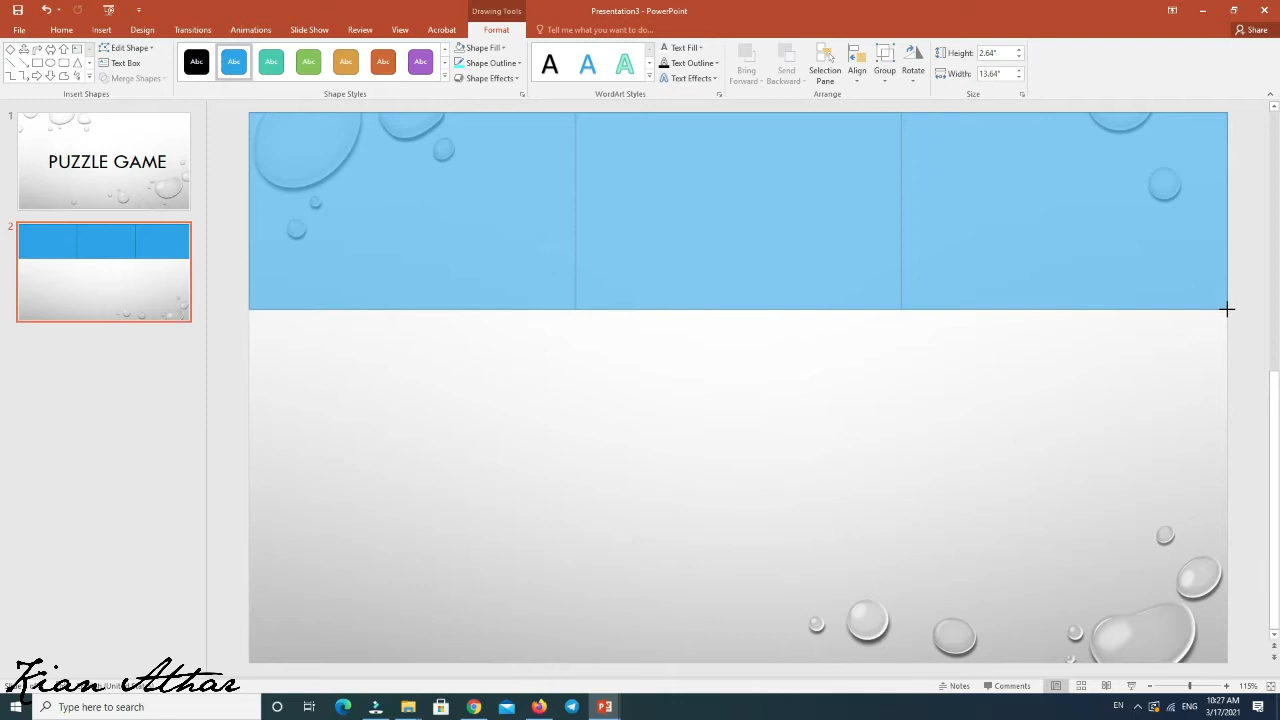 Drawing Tools
Presentation3 - PowerPoint
File Home Insert Design Transitions Animations Slide Show Review View Acrobat Format Tell me what you want to do... Share
Edit Shape Text Box Merge Shapes
Abc Abc Abc Abc Abc Abc Abc
Shape Fill Shape Outline Shape Effects
A A A
Text Fill Text Outline Text Effects
Bring Forward Send Backward Selection Pane Align Group Rotate
Height: 2.64"
Width: 13.64"
Insert Shapes Shape Styles WordArt Styles Arrange Size
1
PUZZLE GAME
2
Kian Athar
Notes Comments 115%
Type here to search
EN ENG
10:27 AM
3/17/2021